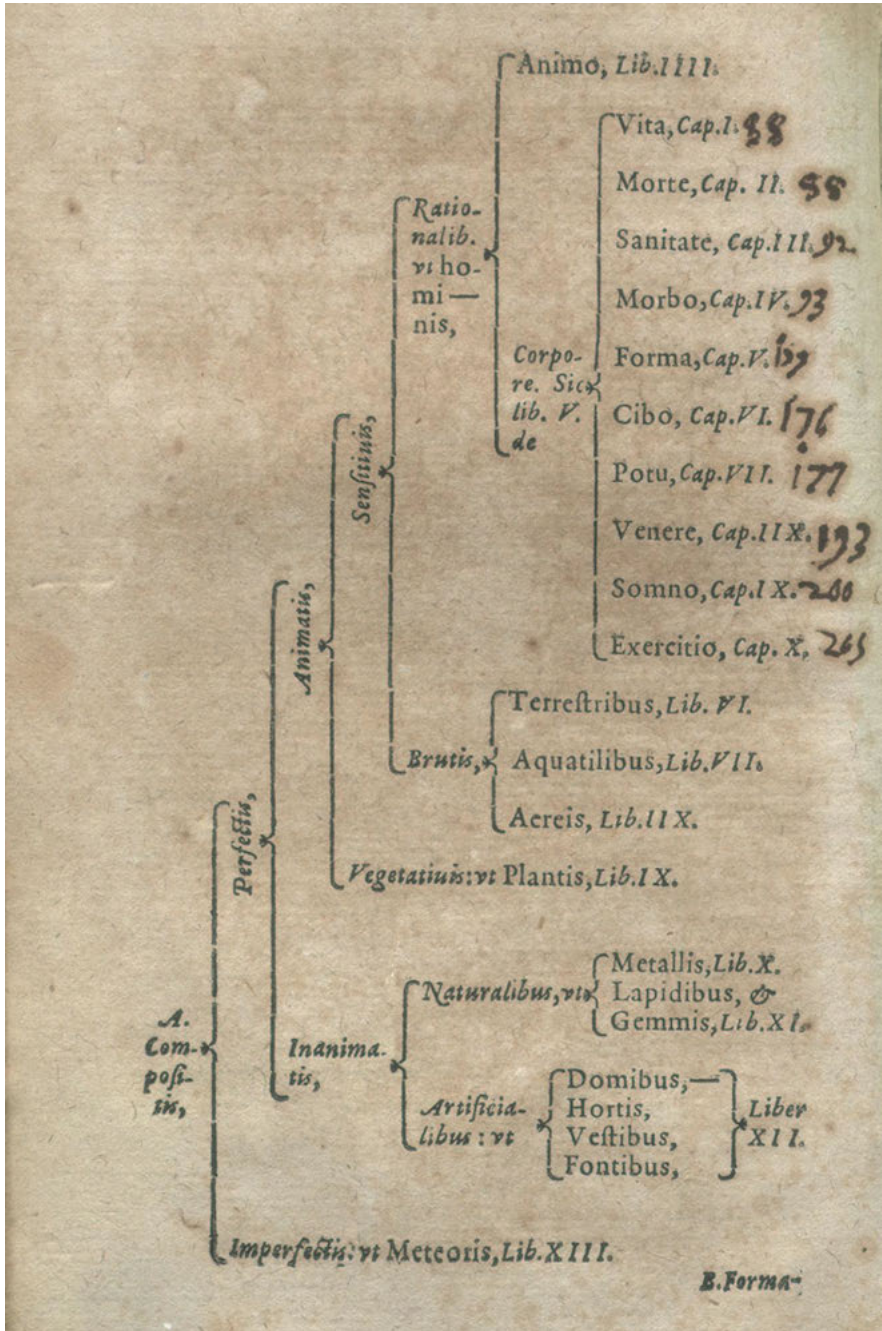 Animo, Lib. IIII.
Vita, Cap. I. 88
Morte, Cap. II. 88
Sanitate, Cap. III. 92
Morbo, Cap. IV. 93
Forma, Cap. V.
Cibo, Cap. VI. 176
Potu, Cap. VII. 177
Venere, Cap. IIX. 193
Somno, Cap. IX. 200
Exercitio, Cap. X. 205
Ratio-
nalib.
vt ho-
mi —
nis,
Corpo-
re. Sic
lib. V.
de
Sensitiuis,
Terrestribus, Lib. VI.
Brutis, Aquatilibus, Lib. VII.
Aereis, Lib. IIX.
Animatis,
Vegetatiuis: vt Plantis, Lib. IX.
Perfectis,
Metallis, Lib. X.
Naturalibus, vt Lapidibus, &
Gemmis, Lib. XI.
Inanima-
tis,
Artificia-
libus: vt
Domibus, —
Hortis,
Vestibus,
Fontibus,
Liber
XII.
A.
Com-
posi-
tis,
Imperfectis: vt Meteoris, Lib. XIII.
B. Forma-